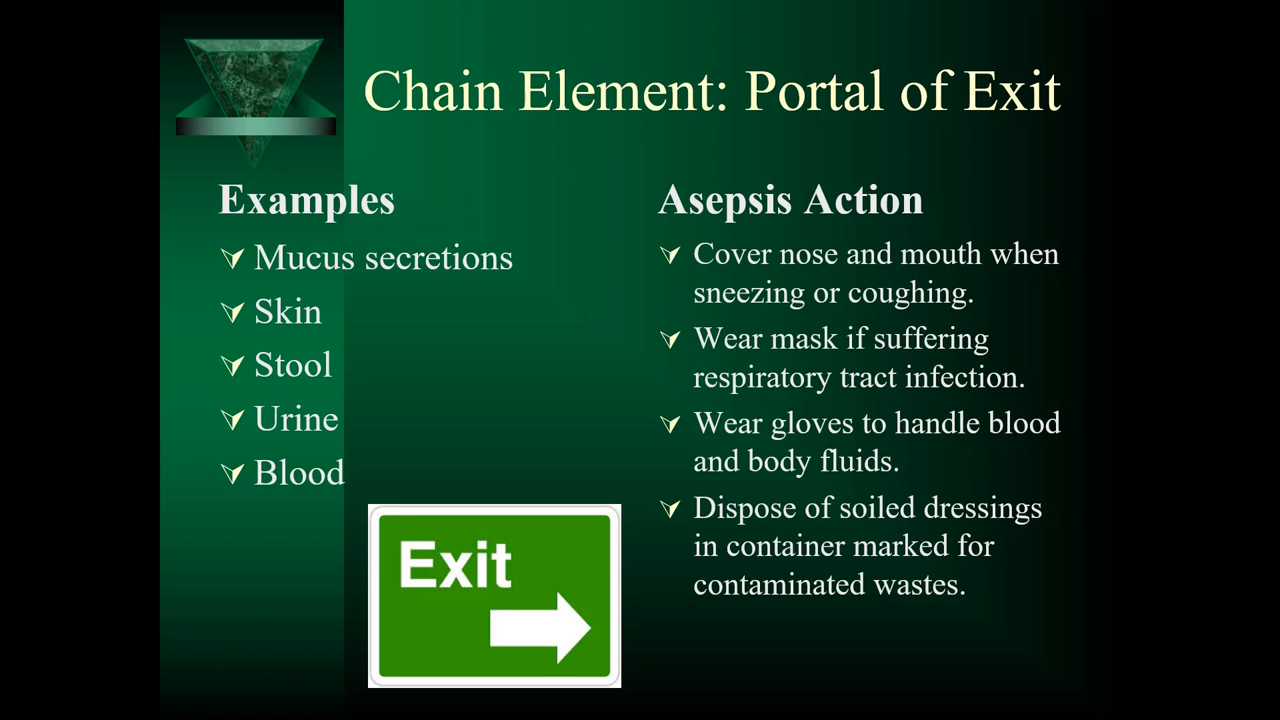 Chain Element: Portal of Exit
Examples
Mucus secretions
Skin
Stool
Urine
Blood
Exit
Asepsis Action
Cover nose and mouth when
sneezing or coughing.
Wear mask if suffering
respiratory tract infection.
Wear gloves to handle blood
and body fluids.
Dispose of soiled dressings
in container marked for
contaminated wastes.